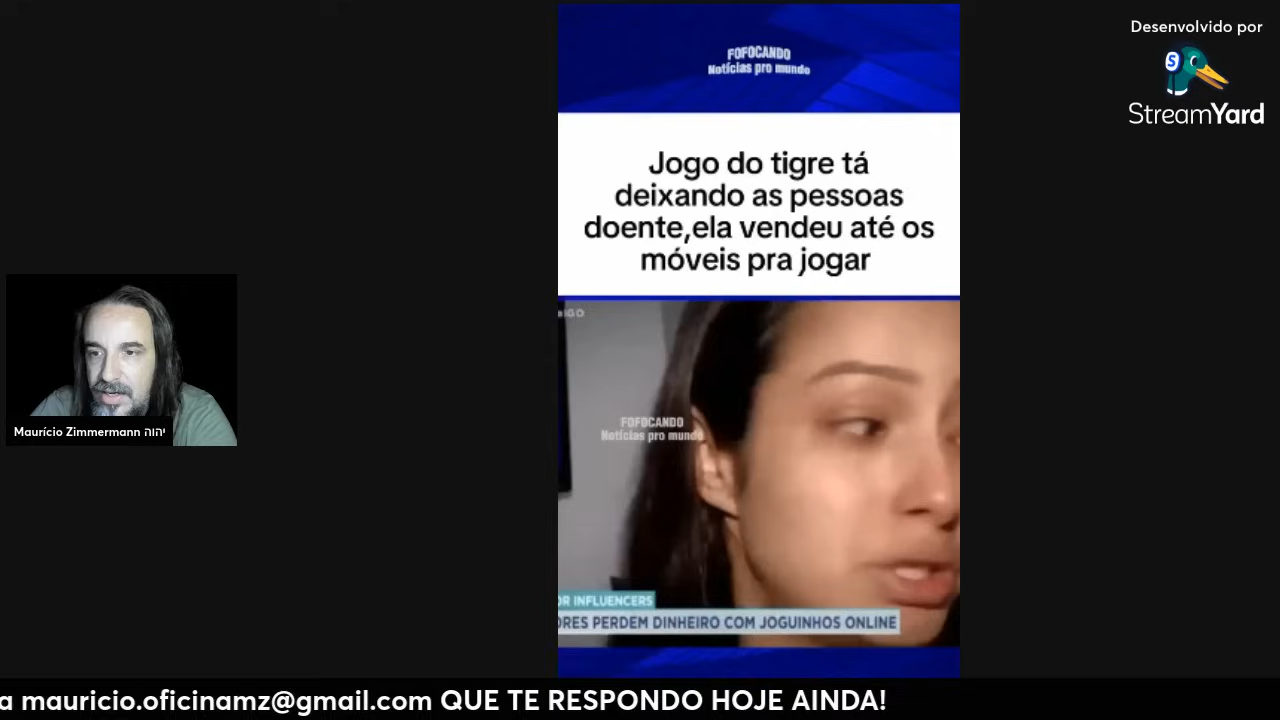 Desenvolvido por
StreamYard
FOFOCANDO
Notícias pro mundo
Jogo do tigre tá
deixando as pessoas
doente,ela vendeu até os
móveis pra jogar
FOFOCANDO
Notícias pro mundo
Maurício Zimmermann יהוה
OR INFLUENCERS
ORES PERDEM DINHEIRO COM JOGUINHOS ONLINE
a mauricio.oficinamz@gmail.com QUE TE RESPONDO HOJE AINDA!